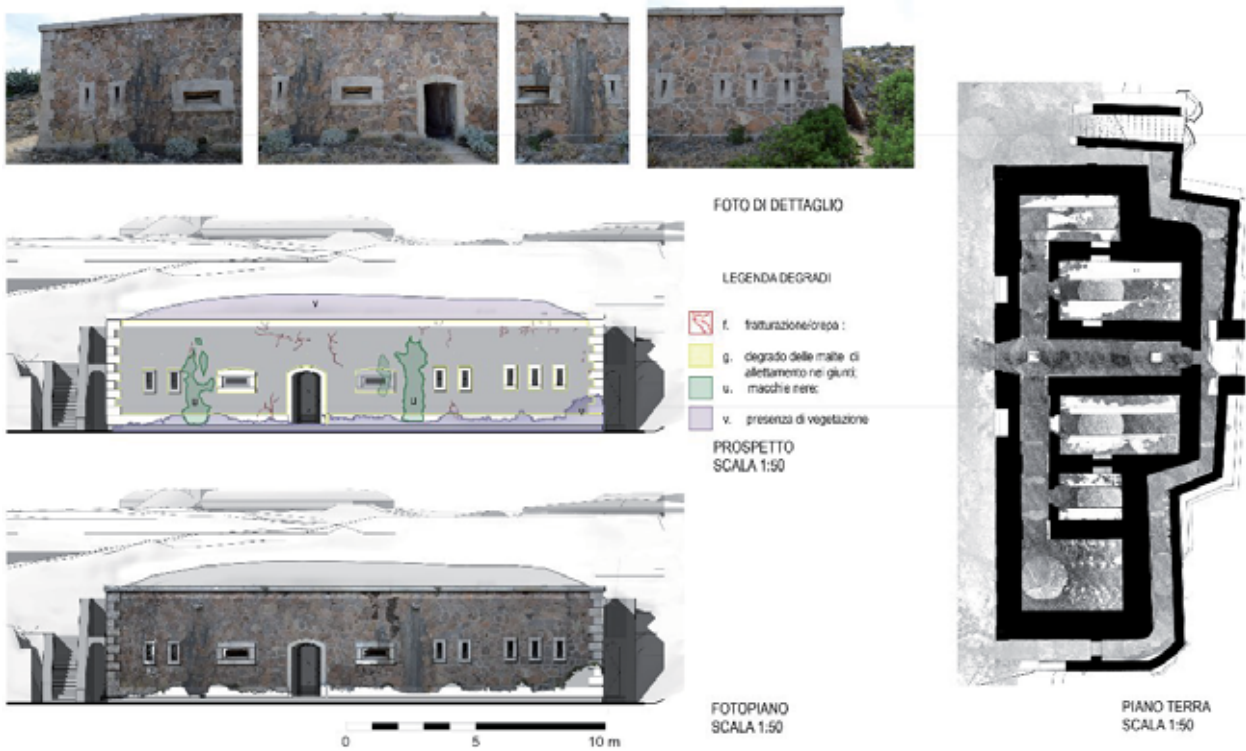 FOTO DI DETTAGLIO
LEGENDA DEGRADI
f. fratturazione/crepa :
g. degrado delle malte di
allettamento nei giunti;
u. macchie nere;
v. presenza di vegetazione
PROSPETTO
SCALA 1:50
v
u
u
v
FOTOPIANO
SCALA 1:50
0 5 10 m
PIANO TERRA
SCALA 1:50